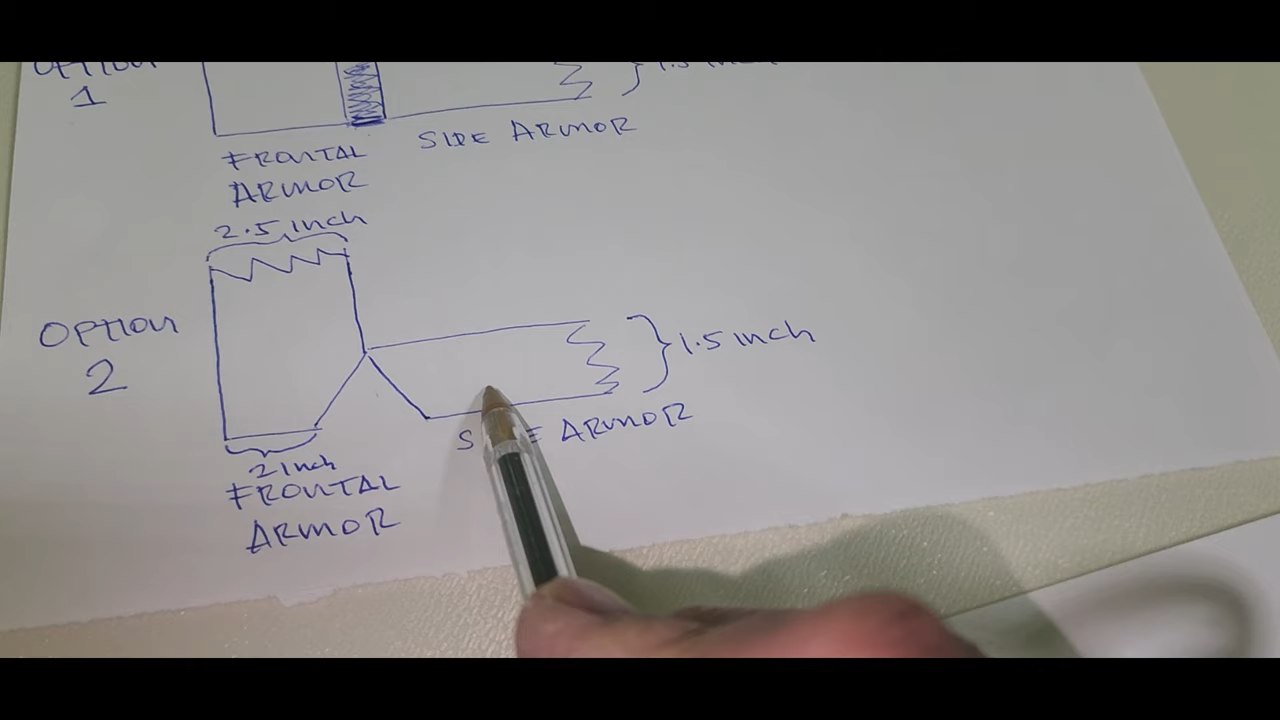 1
SIDE ARMOR
FRONTAL
ARMOR
2.5 Inch
OPTION
2
1.5 Inch
ARMOR
2 Inch
FRONTAL
ARMOR